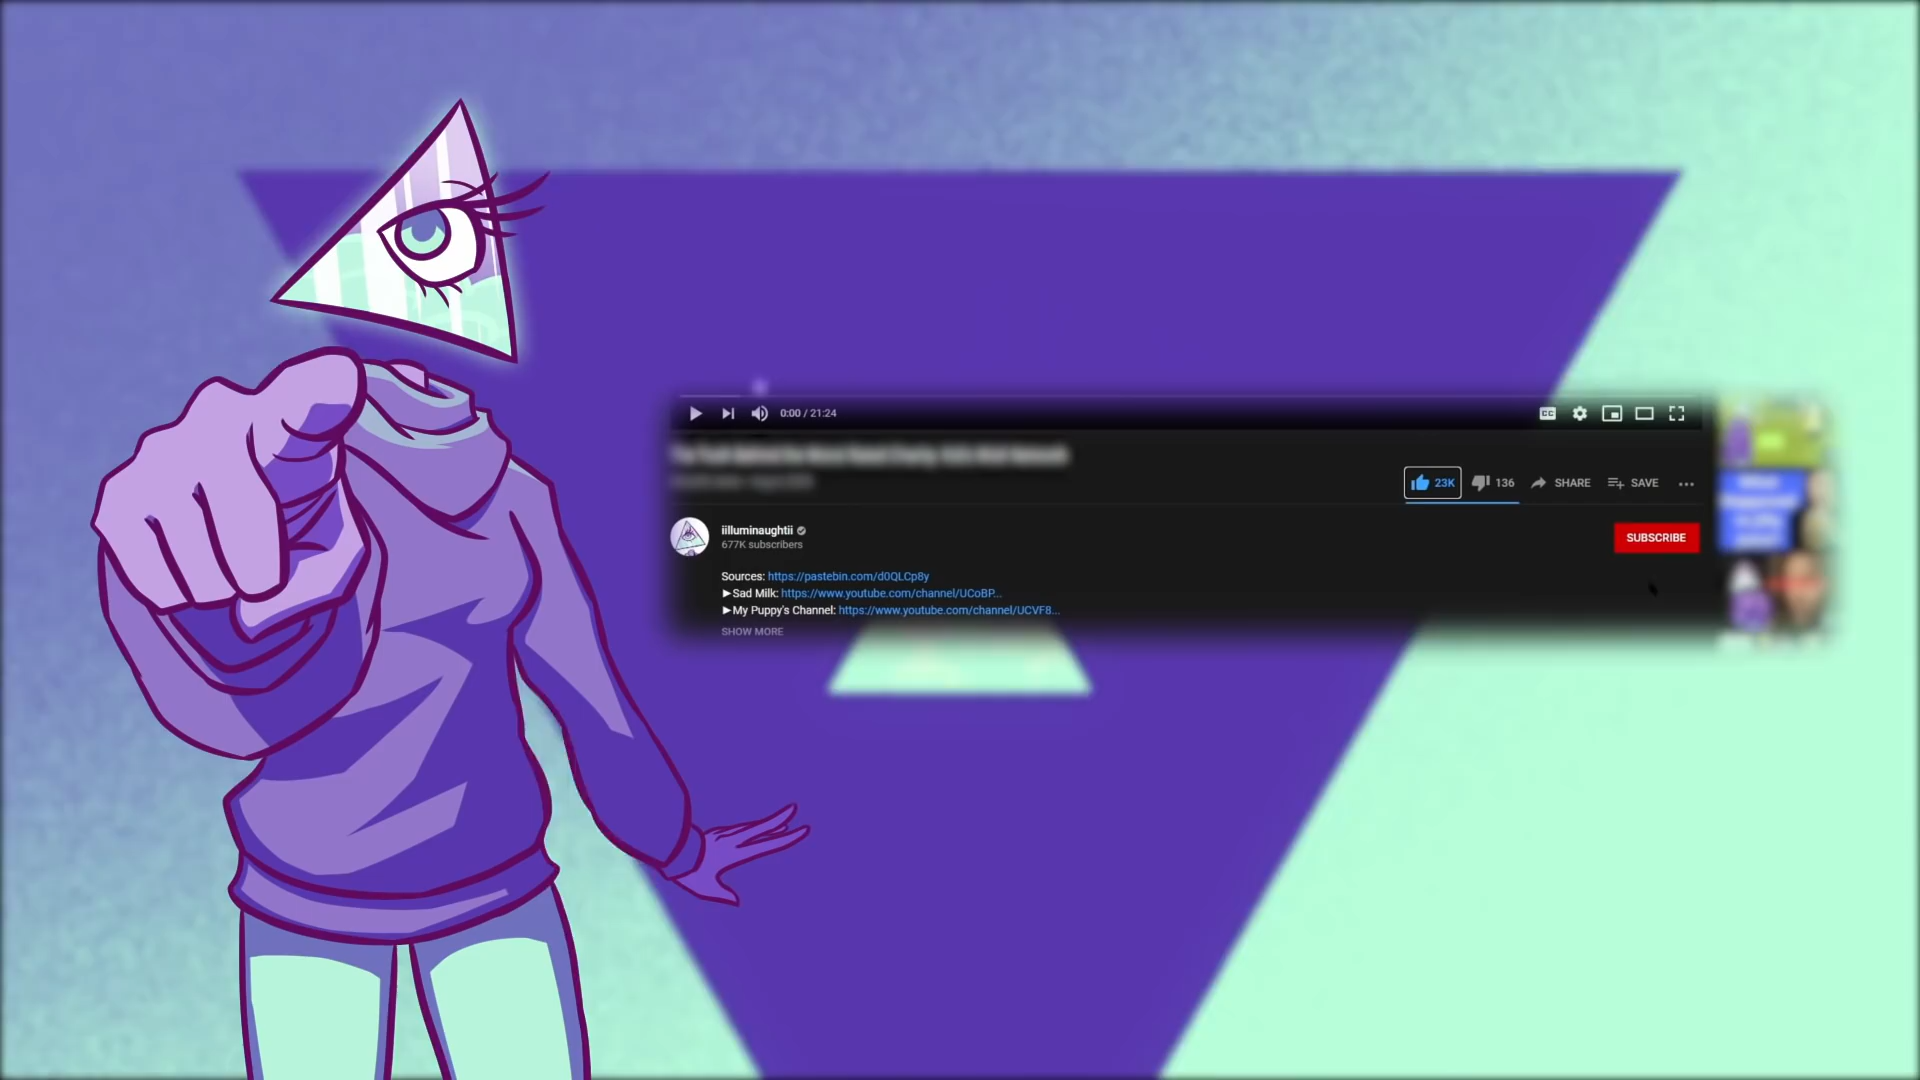 0:00 / 21:24
CC
23K 136 SHARE SAVE
iilluminaughtii
677K subscribers
SUBSCRIBE
Sources: https://pastebin.com/d0QLCp8y
►Sad Milk: https://www.youtube.com/channel/UCoBP...
►My Puppy's Channel: https://www.youtube.com/channel/UCVF8...
SHOW MORE